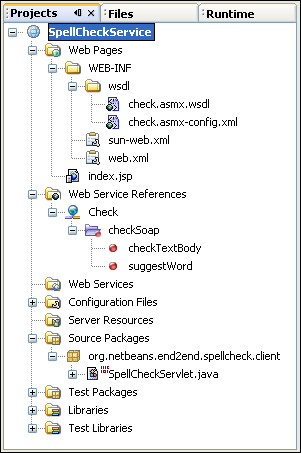 Projects Files Runtime
SpellCheckService
Web Pages
WEB-INF
wsdl
check.asmx.wsdl
check.asmx-config.xml
sun-web.xml
web.xml
index.jsp
Web Service References
Check
checkSoap
checkTextBody
suggestWord
Web Services
Configuration Files
Server Resources
Source Packages
org.netbeans.end2end.spellcheck.client
SpellCheckServlet.java
Test Packages
Libraries
Test Libraries